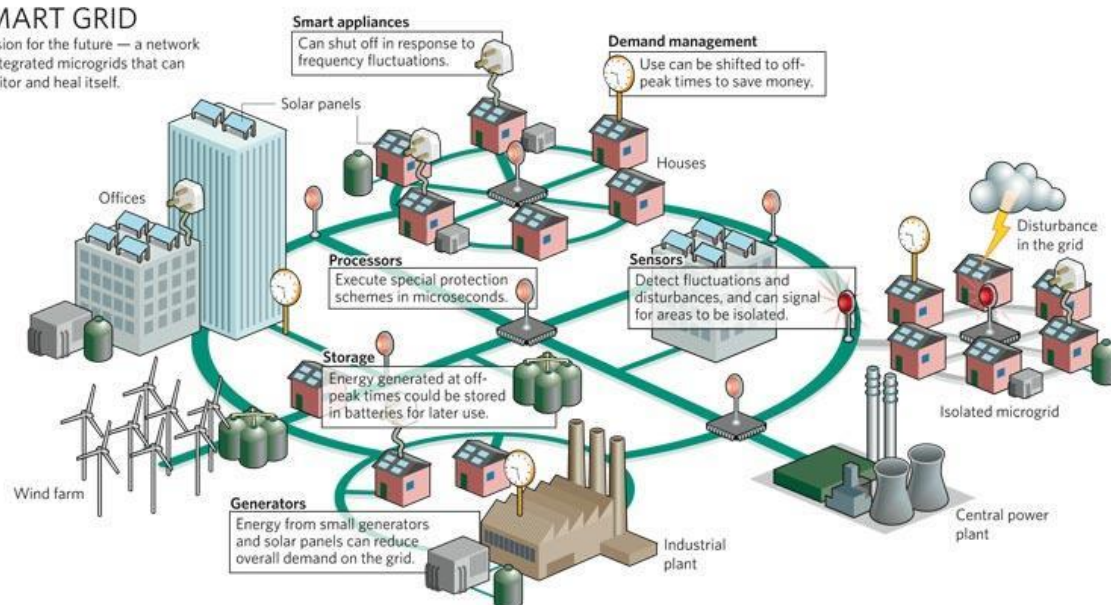 MART GRID
sion for the future — a network
tegrated microgrids that can
itor and heal itself.
Smart appliances
Can shut off in response to
frequency fluctuations.
Demand management
Use can be shifted to off-
peak times to save money.
Solar panels
Houses
Offices
Disturbance
in the grid
Processors
Execute special protection
schemes in microseconds.
Sensors
Detect fluctuations and
disturbances, and can signal
for areas to be isolated.
Storage
Energy generated at off-
peak times could be stored
in batteries for later use.
Isolated microgrid
Wind farm
Generators
Energy from small generators
and solar panels can reduce
overall demand on the grid.
Industrial
plant
Central power
plant